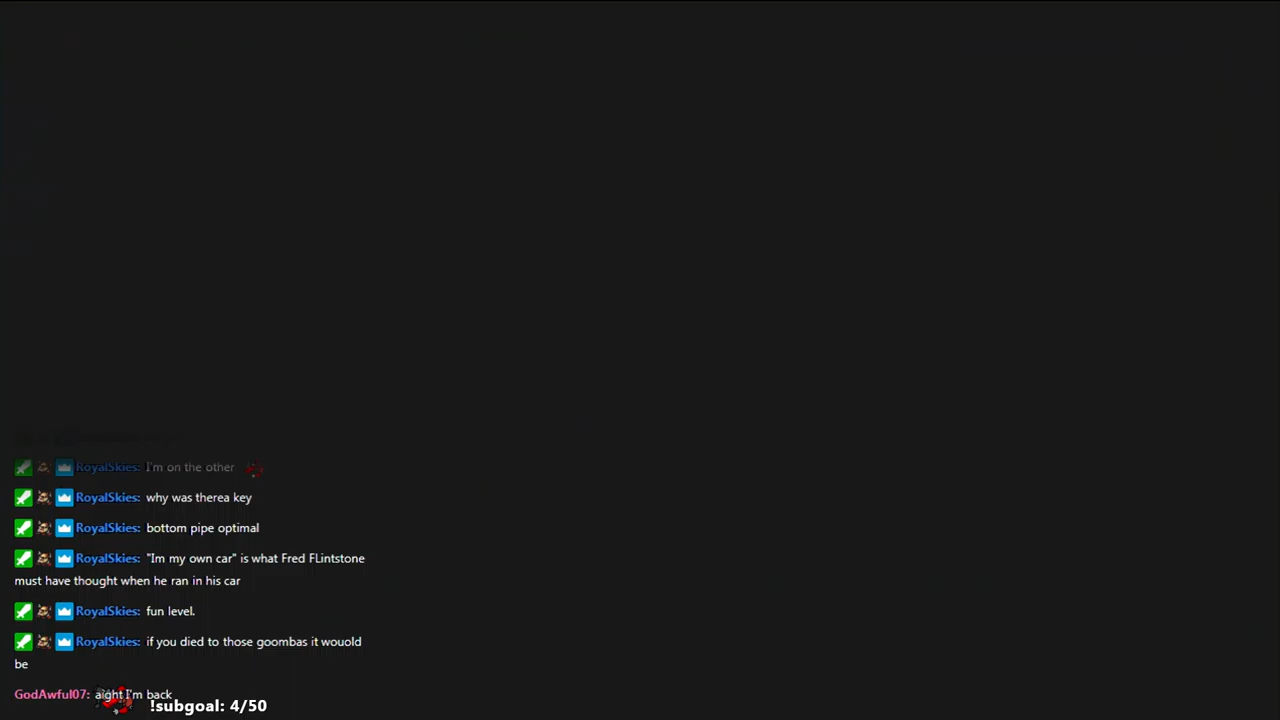 RoyalSkies: I'm on the other
RoyalSkies: why was therea key
RoyalSkies: bottom pipe optimal
RoyalSkies: "Im my own car" is what Fred FLintstone
must have thought when he ran in his car
RoyalSkies: fun level.
RoyalSkies: if you died to those goombas it wouold
be
GodAwful07: aight I'm back
!subgoal: 4/50